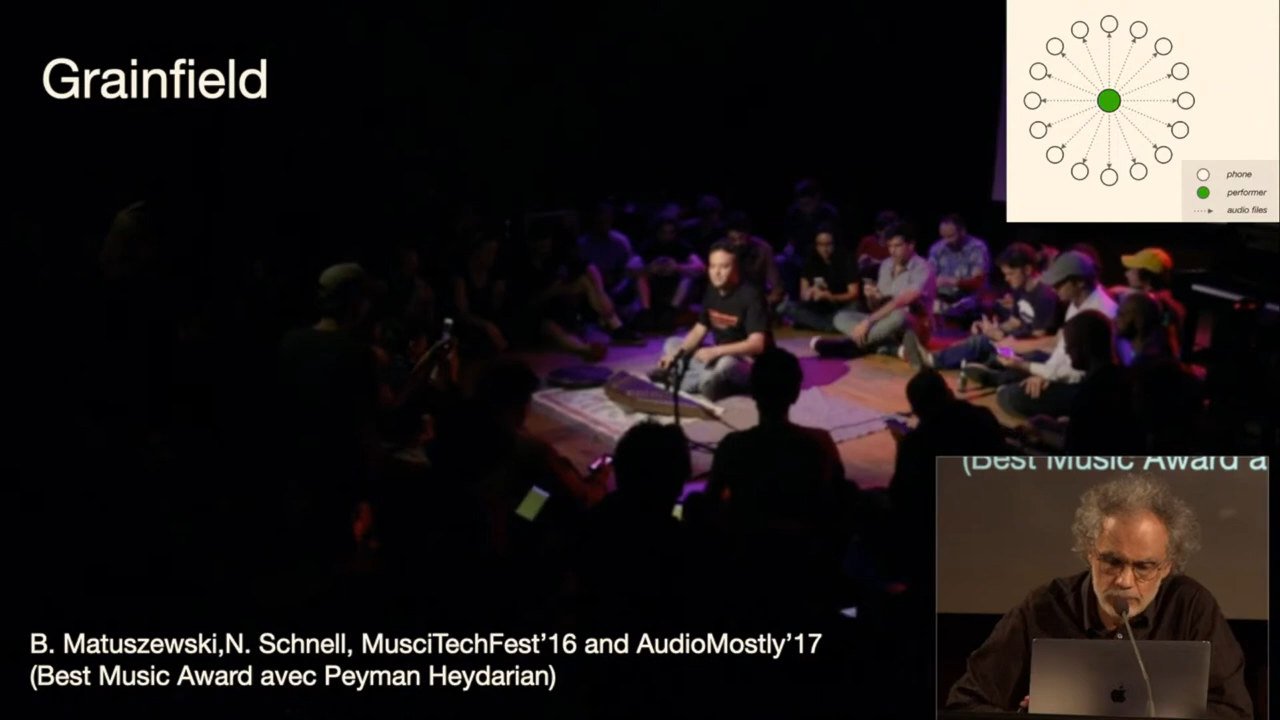 Grainfield
phone
performer
audio files
B. Matuszewski,N. Schnell, MusciTechFest’16 and AudioMostly’17
(Best Music Award avec Peyman Heydarian)
(Best Music Award a